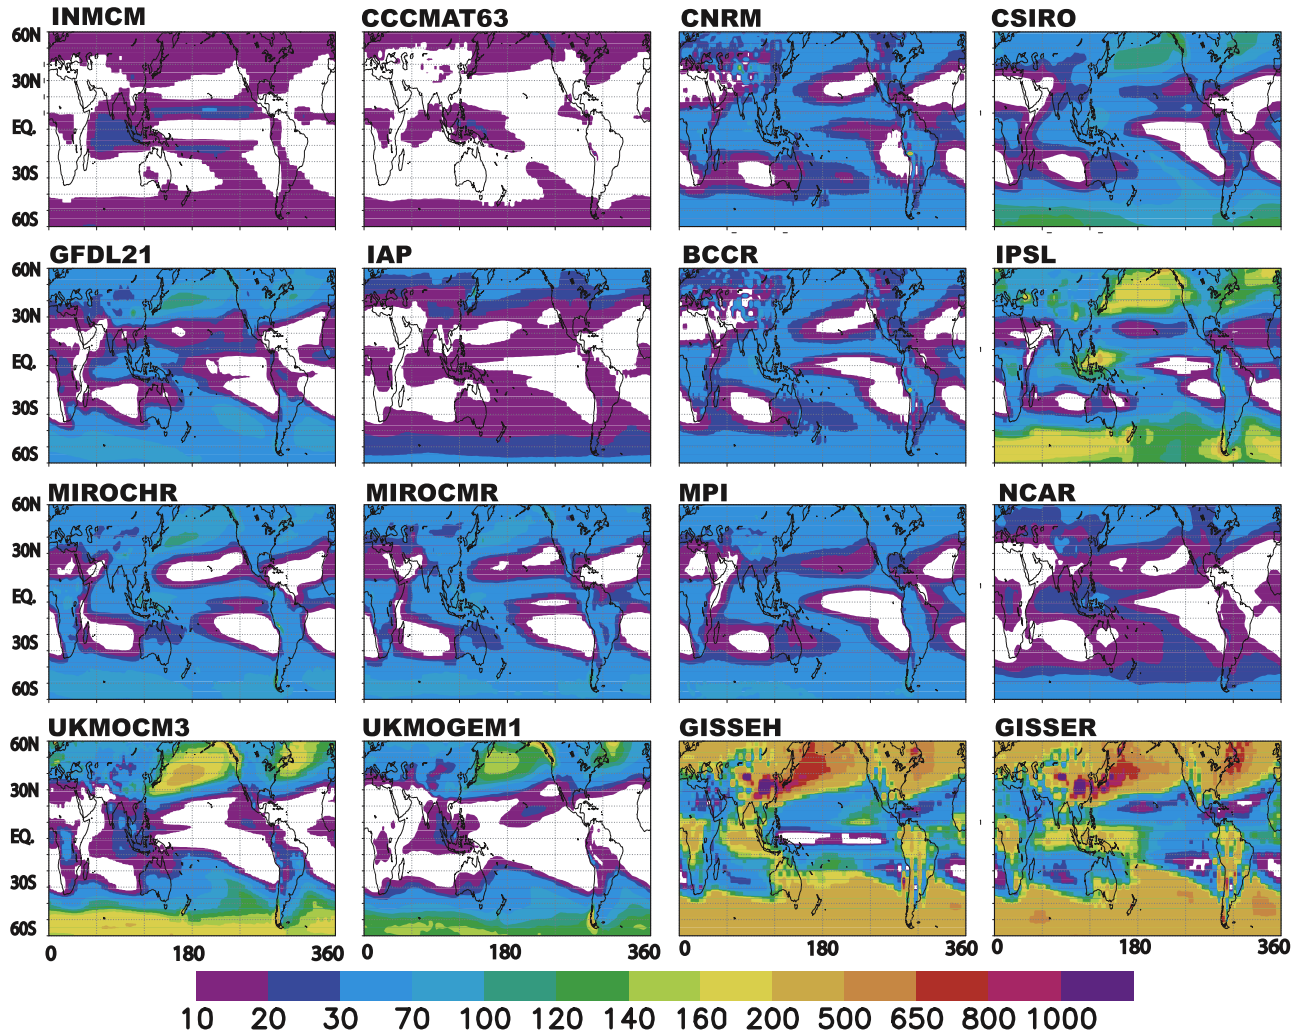 INMCM CCCMAT63 CNRM CSIRO
60N
30N
EQ.
30S
60S
GFDL21 IAP BCCR IPSL
60N
30N
EQ.
30S
60S
MIROCHR MIROCMR MPI NCAR
60N
30N
EQ.
30S
60S
UKMOCM3 UKMOGEM1 GISSEH GISSER
60N
30N
EQ.
30S
60S
0 180 360 0 180 360 0 180 360 0 180 360
10 20 30 70 100 120 140 160 200 500 650 800 1000